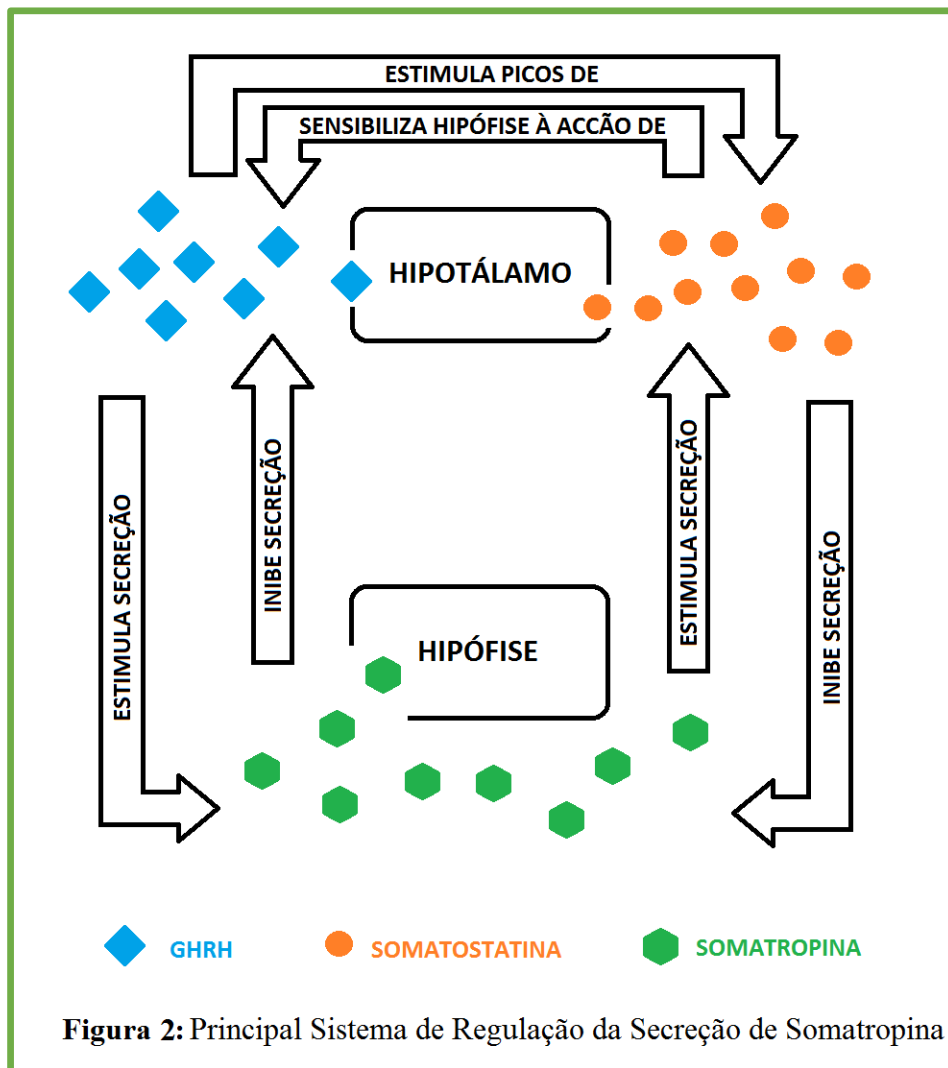 ESTIMULA PICOS DE
SENSIBILIZA HIPÓFISE À ACCÃO DE
HIPOTÁLAMO
ESTIMULA SECREÇÃO
INIBE SECREÇÃO
ESTIMULA SECREÇÃO
INIBE SECREÇÃO
HIPÓFISE
GHRH
SOMATOSTATINA
SOMATROPINA
Figura 2: Principal Sistema de Regulação da Secreção de Somatropina